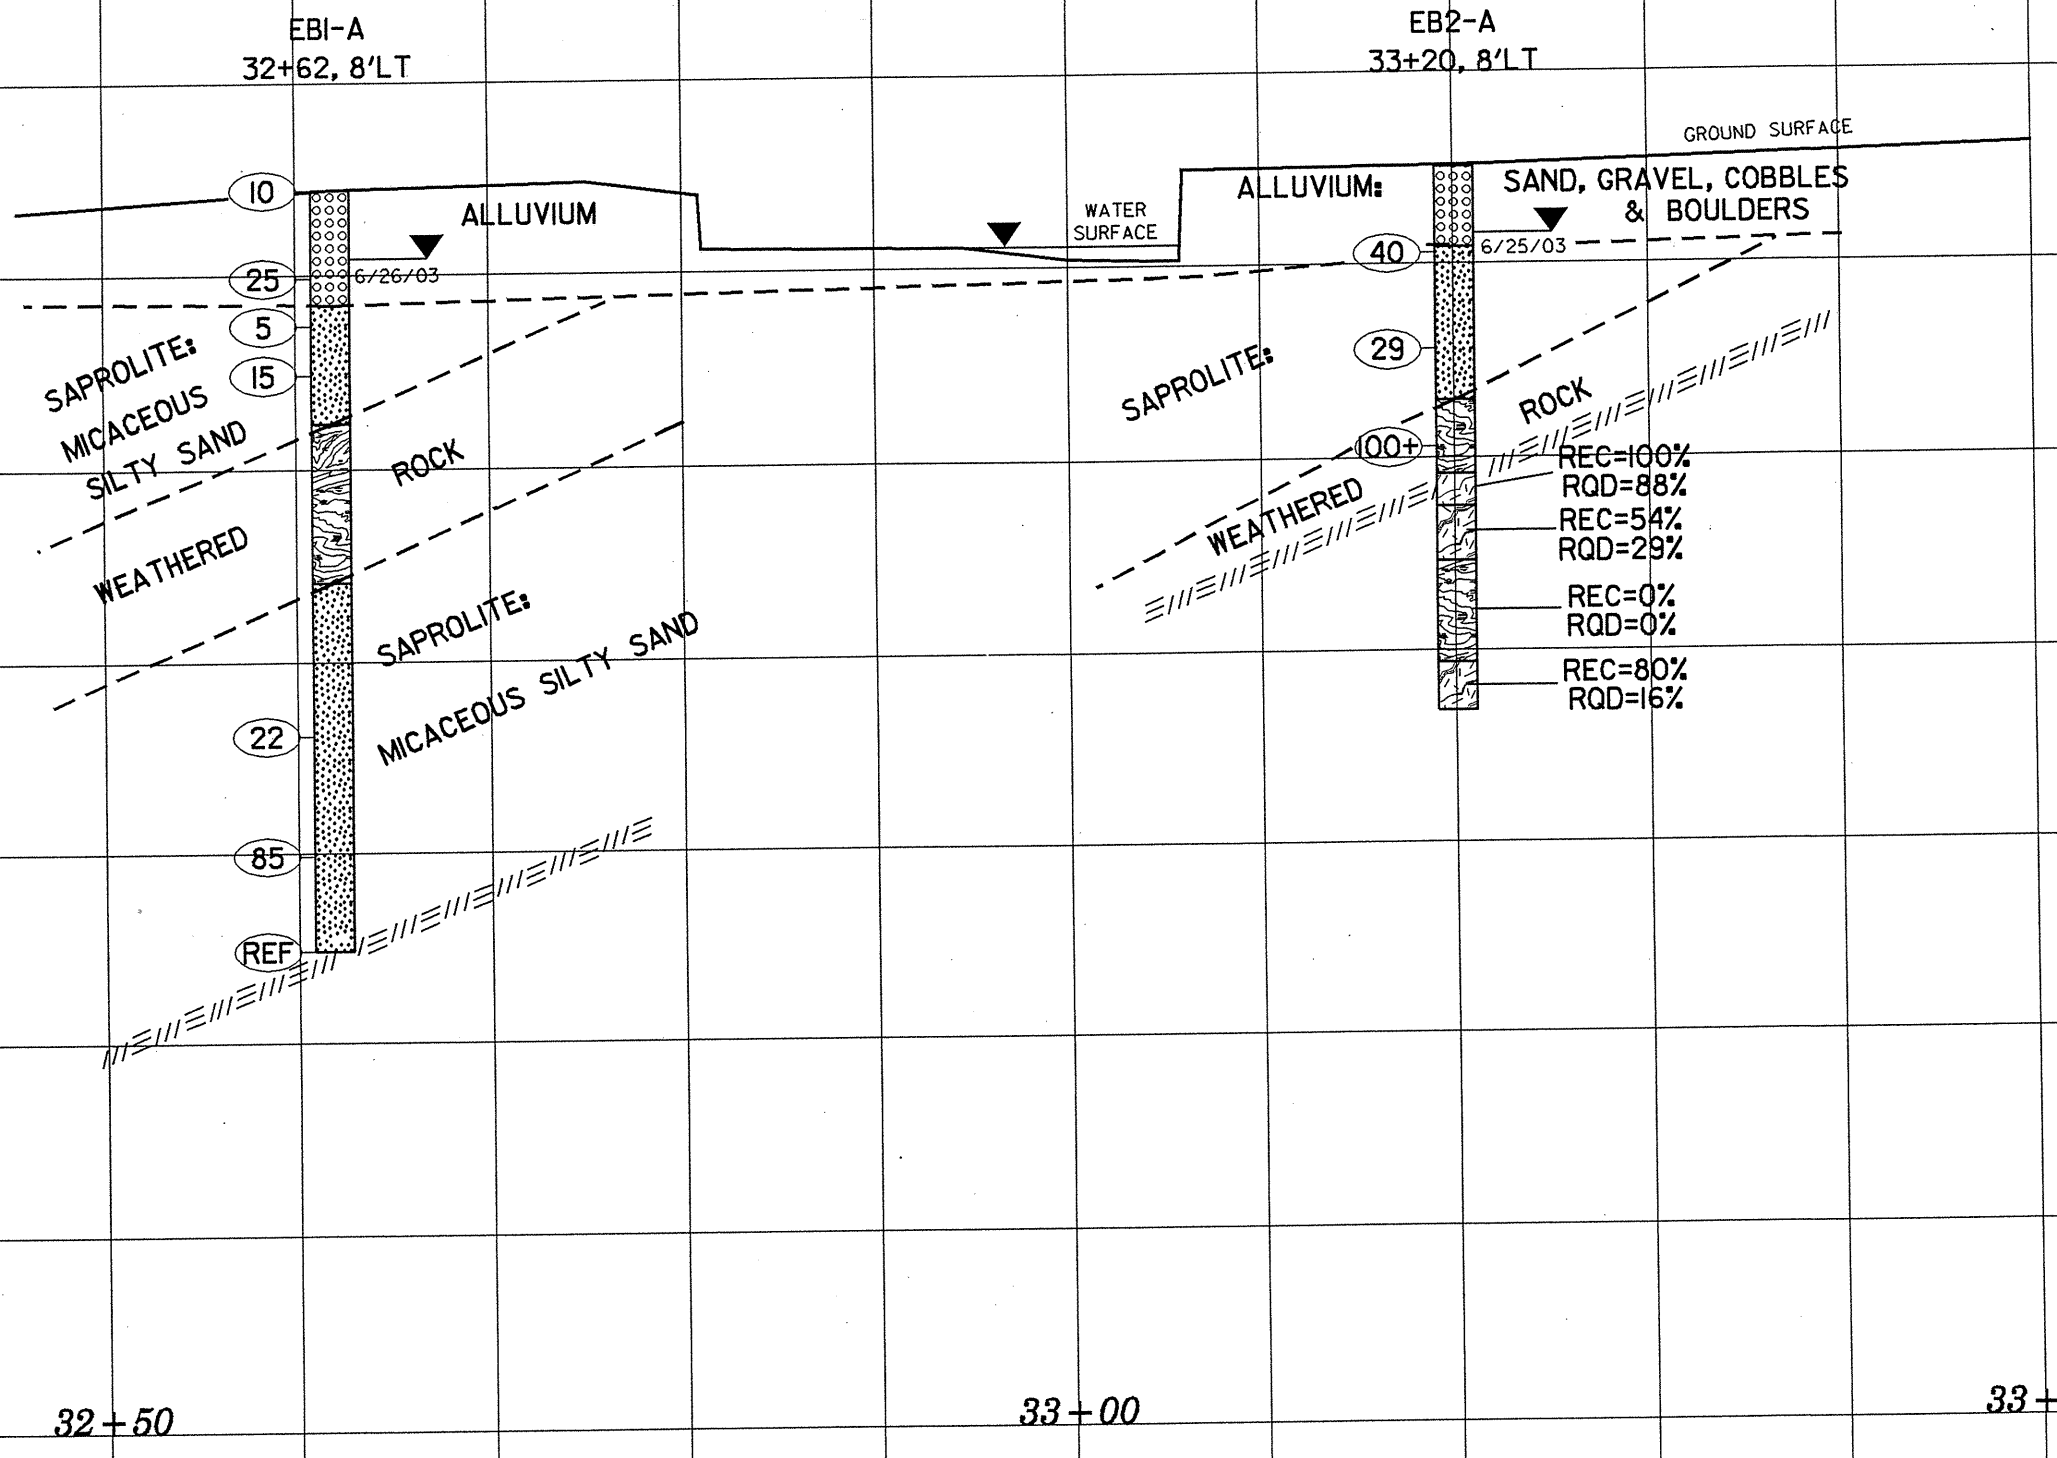 EB1-A
32+62, 8'LT
EB2-A
33+20, 8'LT
GROUND SURFACE
10
ALLUVIUM
WATER
SURFACE
ALLUVIUM:
SAND, GRAVEL, COBBLES
& BOULDERS
6/26/03
6/25/03
25
40
5
15
29
100+
SAPROLITE:
MICACEOUS
SILTY SAND
WEATHERED
ROCK
SAPROLITE:
MICACEOUS SILTY SAND
SAPROLITE:
WEATHERED
ROCK
REC=100%
RQD=88%
REC=54%
RQD=29%
REC=0%
RQD=0%
REC=80%
RQD=16%
22
85
REF
32+50
33+00
33+